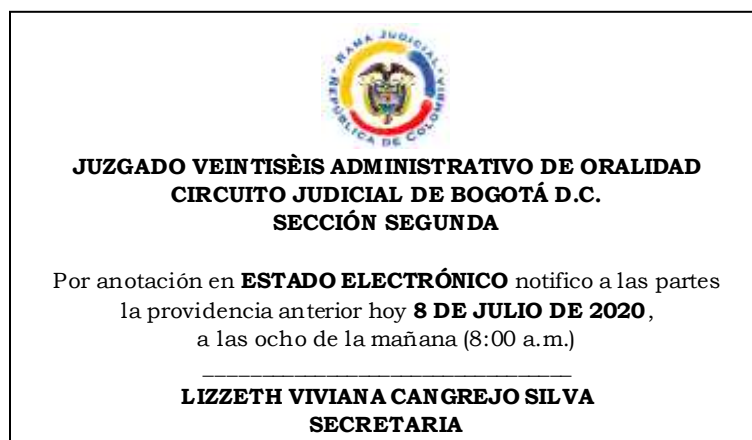 RAMA JUDICIAL
REPÚBLICA DE COLOMBIA
JUZGADO VEINTISÈIS ADMINISTRATIVO DE ORALIDAD
CIRCUITO JUDICIAL DE BOGOTÁ D.C.
SECCIÓN SEGUNDA
Por anotación en ESTADO ELECTRÓNICO notifico a las partes
la providencia anterior hoy 8 DE JULIO DE 2020,
a las ocho de la mañana (8:00 a.m.)
LIZZETH VIVIANA CANGREJO SILVA
SECRETARIA